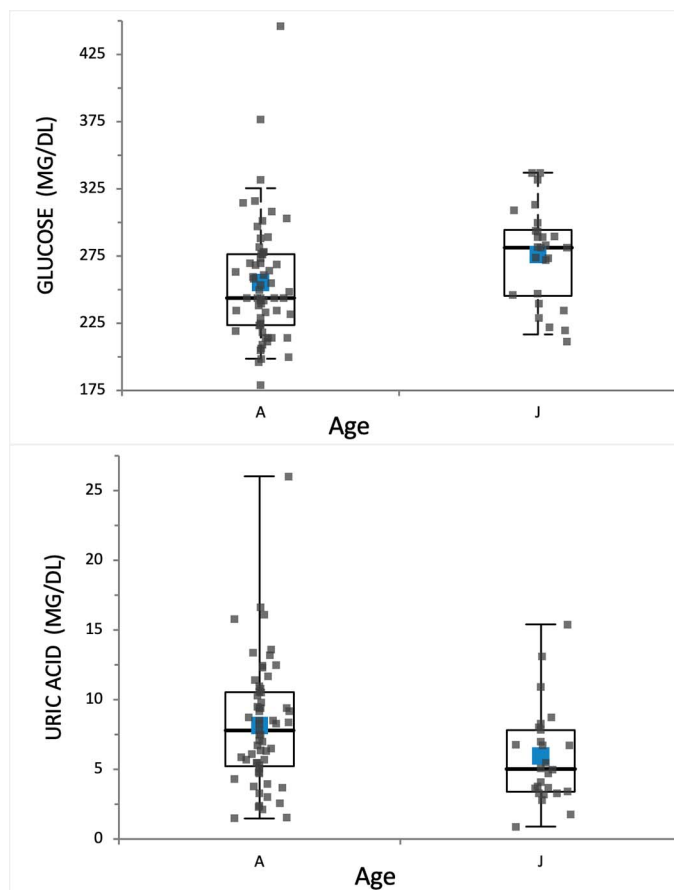 GLUCOSE (MG/DL)
425
375
325
275
225
175
A
J
Age
URIC ACID (MG/DL)
25
20
15
10
5
0
A
J
Age